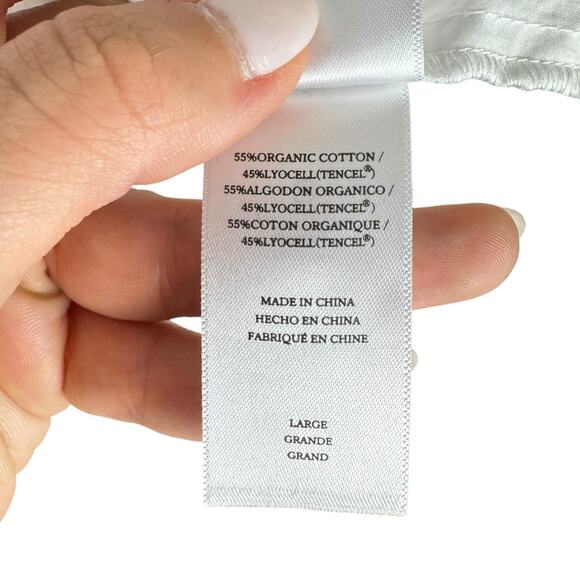 55%ORGANIC COTTON /
45%LYOCELL(TENCEL®)
55%ALGODON ORGANICO /
45%LYOCELL(TENCEL®)
55%COTON ORGANIQUE /
45%LYOCELL(TENCEL®)
MADE IN CHINA
HECHO EN CHINA
FABRIQUÉ EN CHINE
LARGE
GRANDE
GRAND